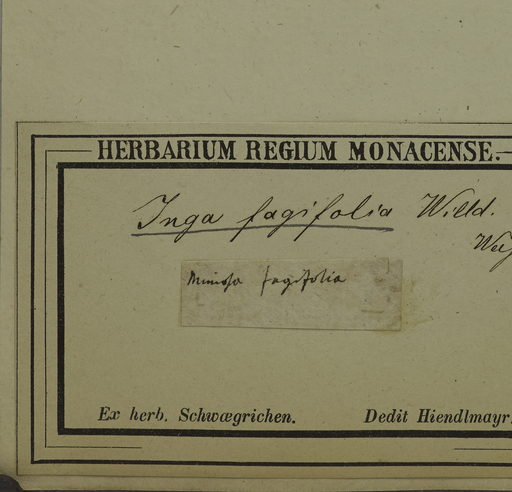 HERBARIUM REGIUM MONACENSE.
Inga fagifolia Willd.
Mimosa fagifolia
Ex herb. Schwægrichen. Dedit Hiendlmayr.